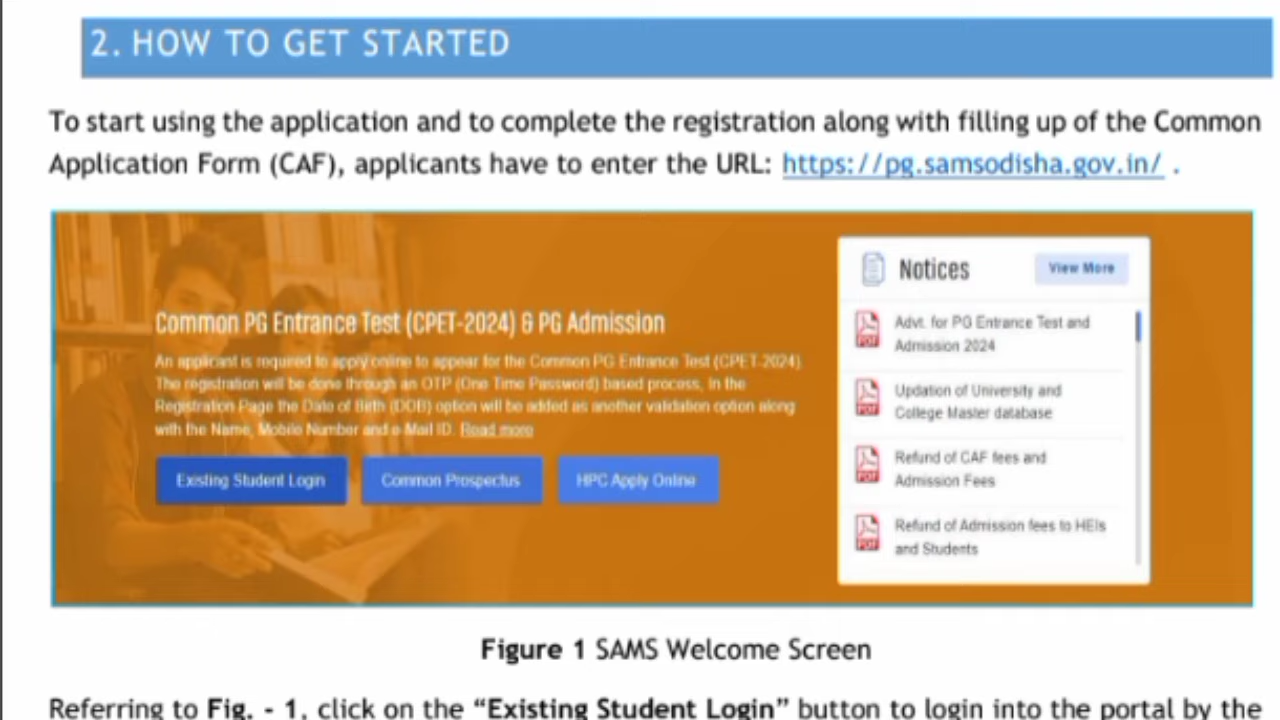 2. HOW TO GET STARTED
To start using the application and to complete the registration along with filling up of the Common
Application Form (CAF), applicants have to enter the URL: https://pg.samsodisha.gov.in/ .
Common PG Entrance Test (CPET-2024) & PG Admission
An applicant is required to apply online to appear for the Common PG Entrance Test (CPET-2024).
The registration will be done through an OTP (One Time Password) based process, In the
Registration Page the Date of Birth (DOB) option will be added as another validation option along
with the Name, Mobile Number and e-Mail ID. Read more
Existing Student Login
Common Prospectus
HPC Apply Online
Notices
View More
PDF
Advt. for PG Entrance Test and
Admission 2024
PDF
Updation of University and
College Master database
PDF
Refund of CAF fees and
Admission Fees
PDF
Refund of Admission fees to HEIs
and Students
Figure 1 SAMS Welcome Screen
Referring to Fig. - 1, click on the “Existing Student Login” button to login into the portal by the